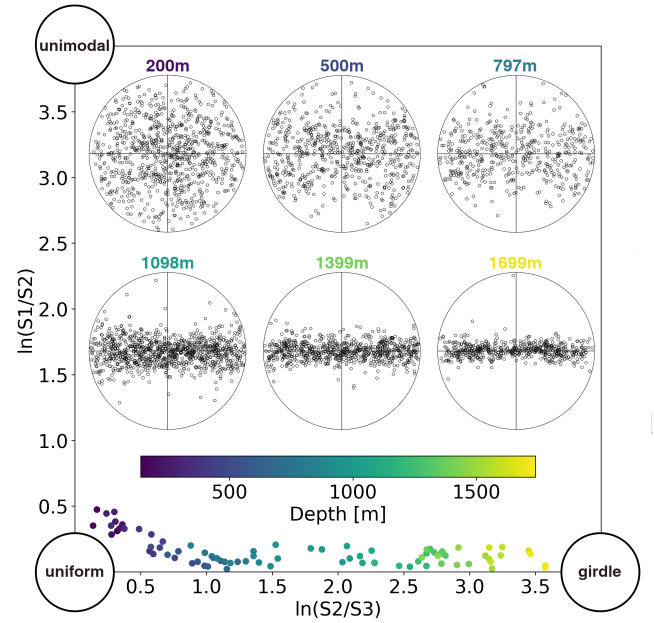 unimodal
200m 500m 797m
3.5
3.0
2.5
1098m 1399m 1699m
2.0
ln(S1/S2)
1.5
1.0
500 1000 1500
Depth [m]
0.5
uniform
girdle
0.5 1.0 1.5 2.0 2.5 3.0 3.5
ln(S2/S3)